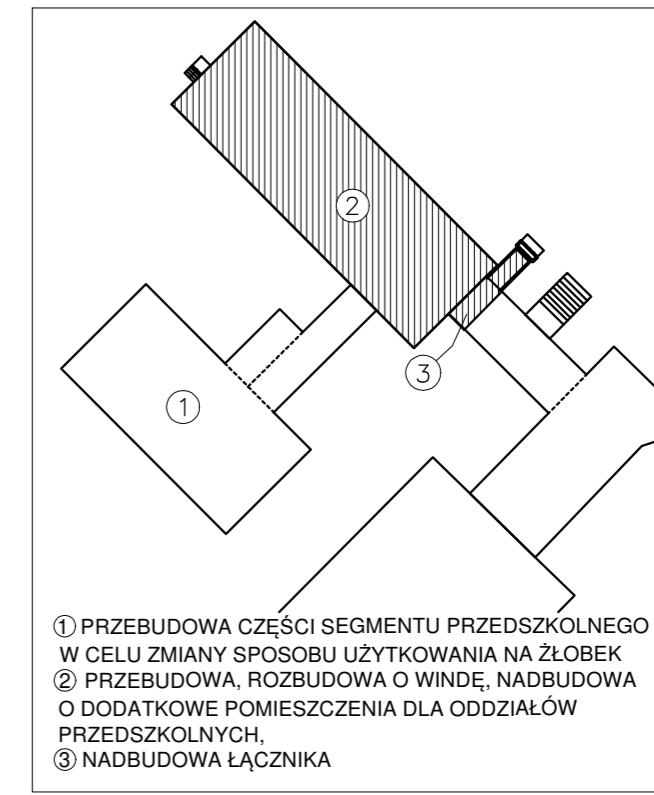 2
3
1
① PRZEBUDOWA CZĘŚCI SEGMENTU PRZEDSZKOLNEGO
W CELU ZMIANY SPOSOBU UŻYTKOWANIA NA ŻŁOBEK
② PRZEBUDOWA, ROZBUDOWA O WINDĘ, NADBUDOWA
O DODATKOWE POMIESZCZENIA DLA ODDZIAŁÓW
PRZEDSZKOLNYCH,
③ NADBUDOWA ŁĄCZNIKA